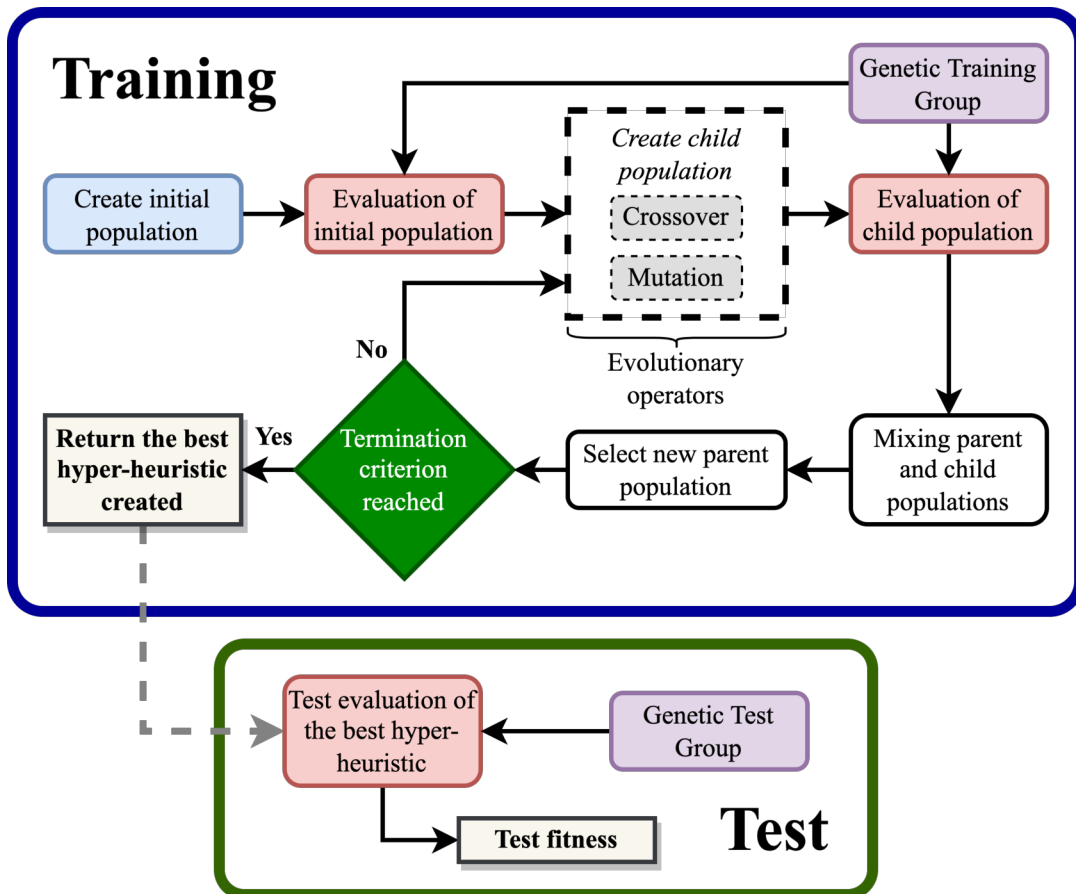 Training
Genetic Training
Group
Create initial
population
Evaluation of
initial population
Create child
population
Crossover
Mutation
Evolutionary
operators
Evaluation of
child population
No
Return the best
hyper-heuristic
created
Yes
Termination
criterion
reached
Select new parent
population
Mixing parent
and child
populations
Test evaluation of
the best hyper-
heuristic
Genetic Test
Group
Test fitness
Test